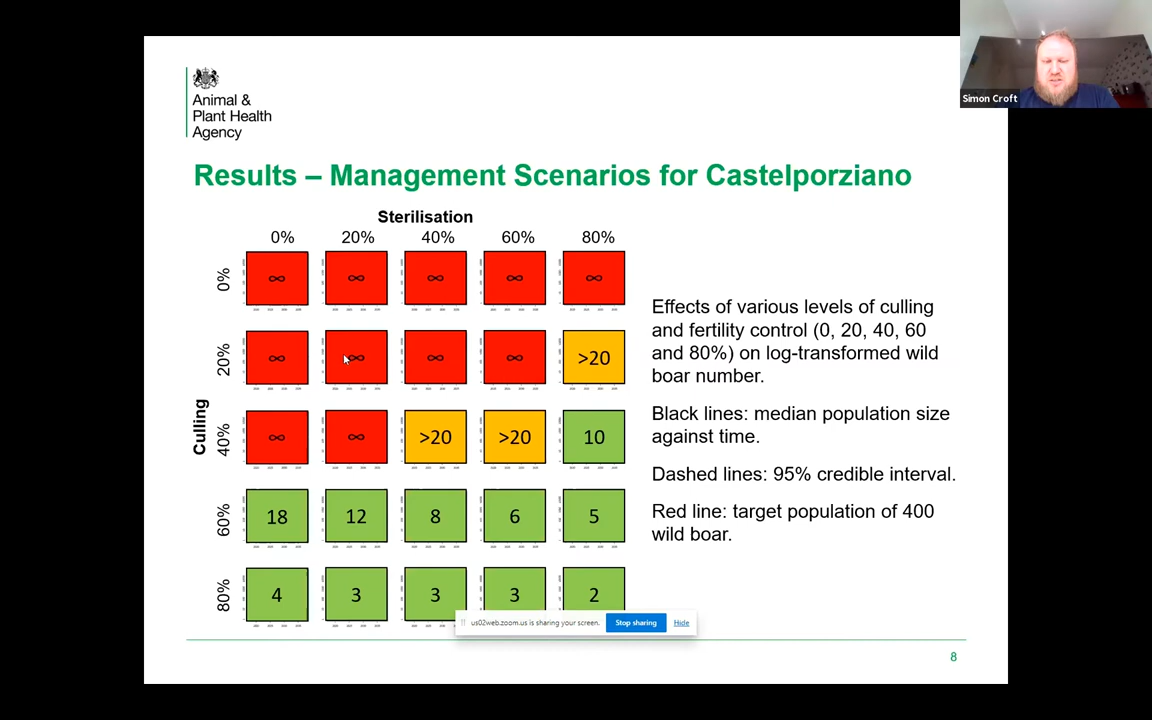 Simon Croft
Animal &
Plant Health
Agency
Results – Management Scenarios for Castelporziano
Sterilisation
0% 20% 40% 60% 80%
Culling
0% ∞ ∞ ∞ ∞ ∞
20% ∞ ∞ ∞ ∞ >20
40% ∞ ∞ >20 >20 10
60% 18 12 8 6 5
80% 4 3 3 3 2
Effects of various levels of culling
and fertility control (0, 20, 40, 60
and 80%) on log-transformed wild
boar number.
Black lines: median population size
against time.
Dashed lines: 95% credible interval.
Red line: target population of 400
wild boar.
us02web.zoom.us is sharing your screen. Stop sharing Hide
8